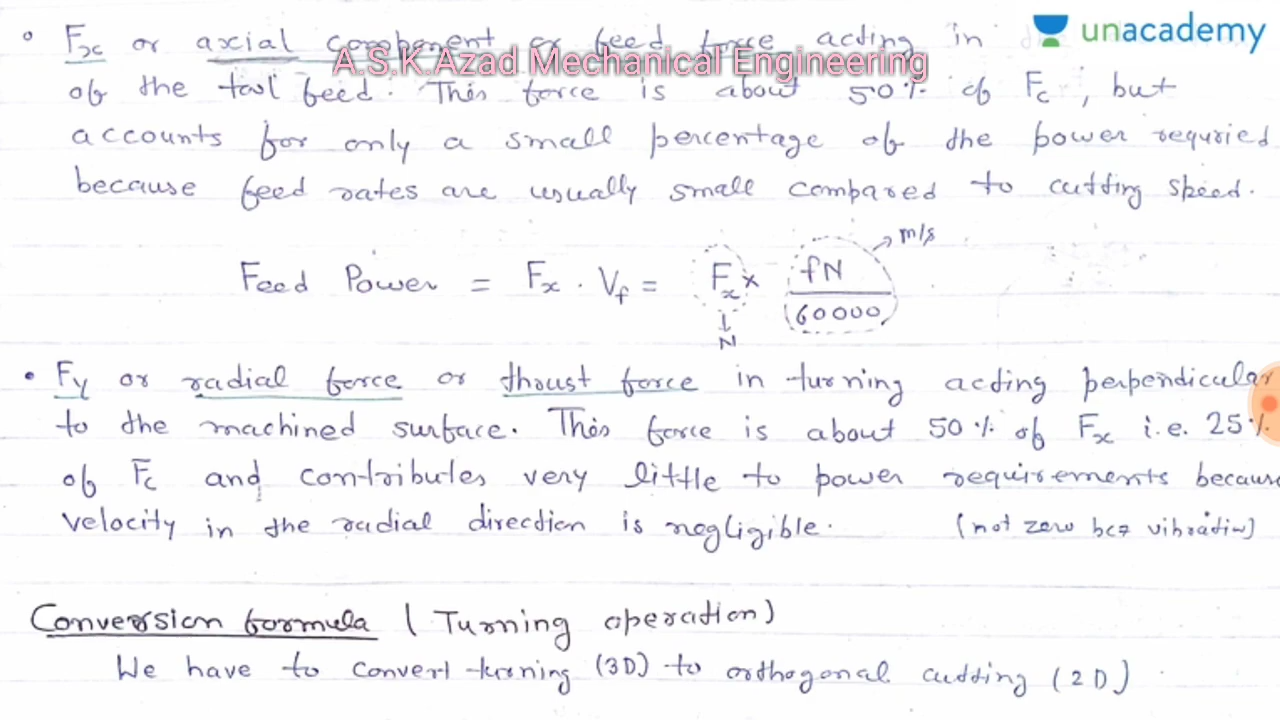 unacademy
A.S.K.Azad Mechanical Engineering
• Fx or axial component or feed force acting in
of the tool feed. This force is about 50% of Fc, but
accounts for only a small percentage of the power requried
because feed rates are usually small compared to cutting speed.
Feed Power = Fx . Vf = Fx × fN / 60000
m/s
N
• Fy or radial force or thoust force in turning acting perpendicular
to the machined surface. This force is about 50% of Fx i.e. 25%
of Fc and contributes very little to power requirements because
velocity in the radial direction is negligible. (not zero bcz vibration)
Conversion formula (Turning operation)
We have to convert turning (3D) to orthogonal cutting (2D)